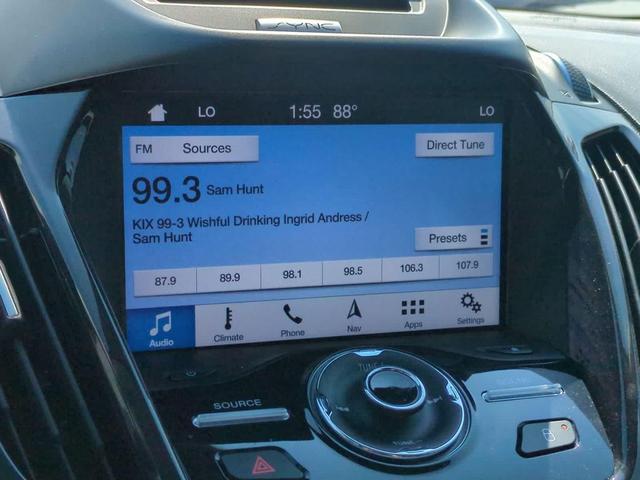 SYNC
LO 1:55 88° LO
FM Sources Direct Tune
99.3 Sam Hunt
KIX 99-3 Wishful Drinking Ingrid Andress /
Sam Hunt
Presets
87.9 89.9 98.1 98.5 106.3 107.9
Audio Climate Phone Nav Apps Settings
SOURCE
TUNE